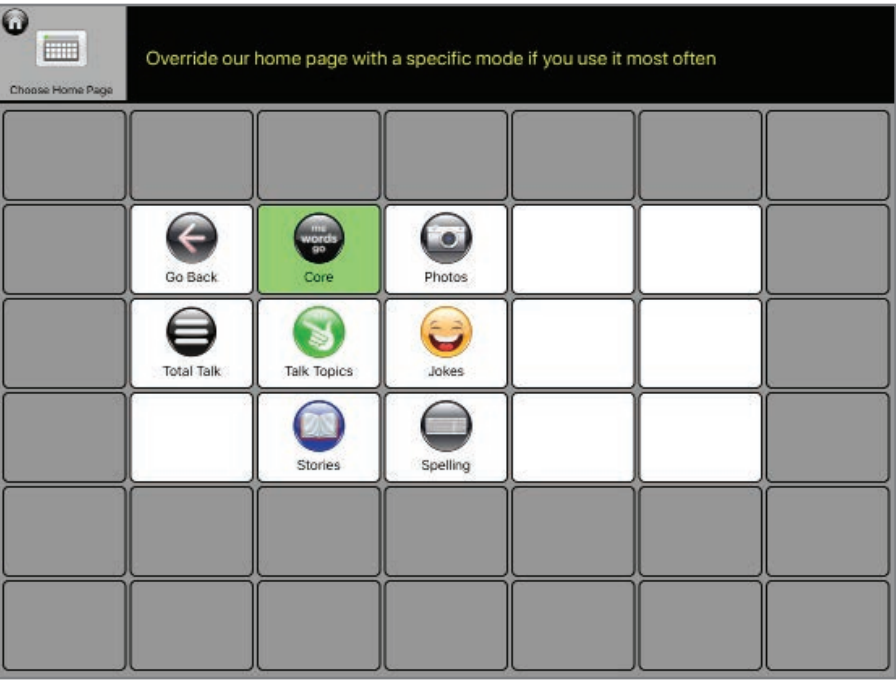 Choose Home Page
Override our home page with a specific mode if you use it most often
Go Back
words
go
Core
Photos
Total Talk
Talk Topics
Jokes
Stories
Spelling